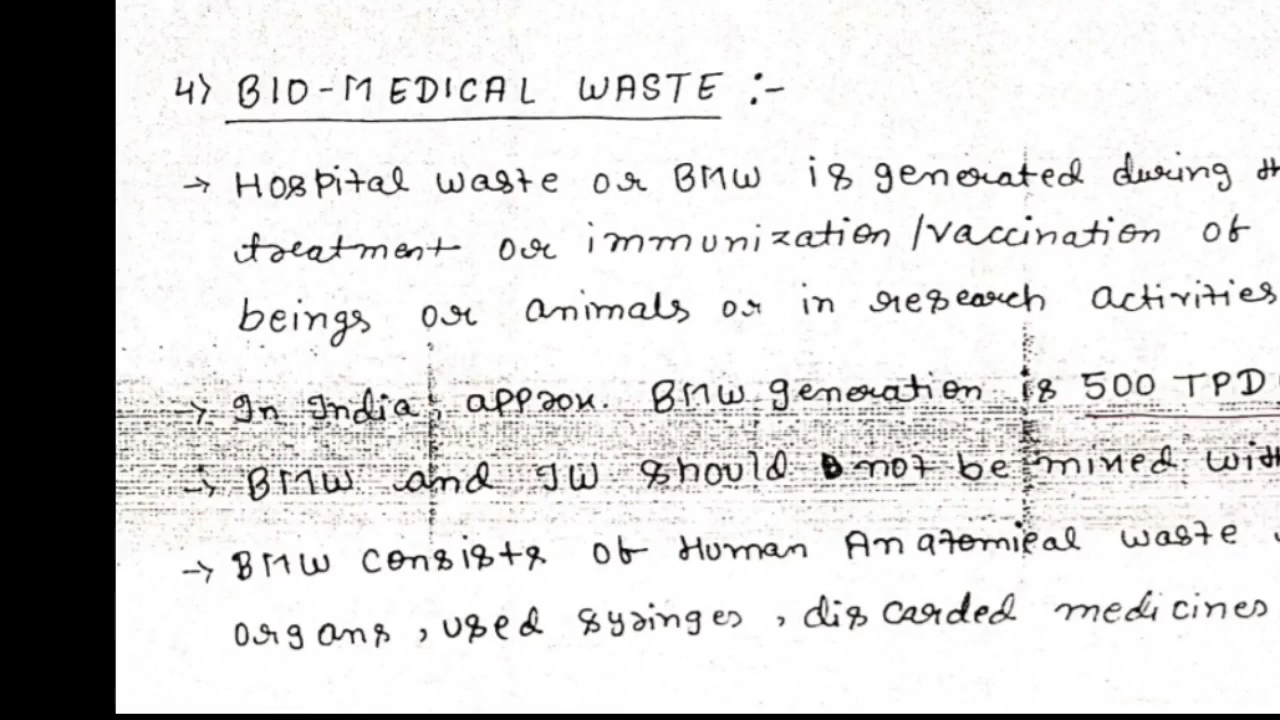 4) BIO-MEDICAL WASTE :-
→ Hospital waste or BMW is generated during
treatment or immunization/vaccination of
beings or animals or in research activities
→ In India, approx. BMW generation is 500 TPD
→ BMW and IW should not be mixed with
→ BMW consists of Human Anatomical waste
organs, used syringes, discarded medicines